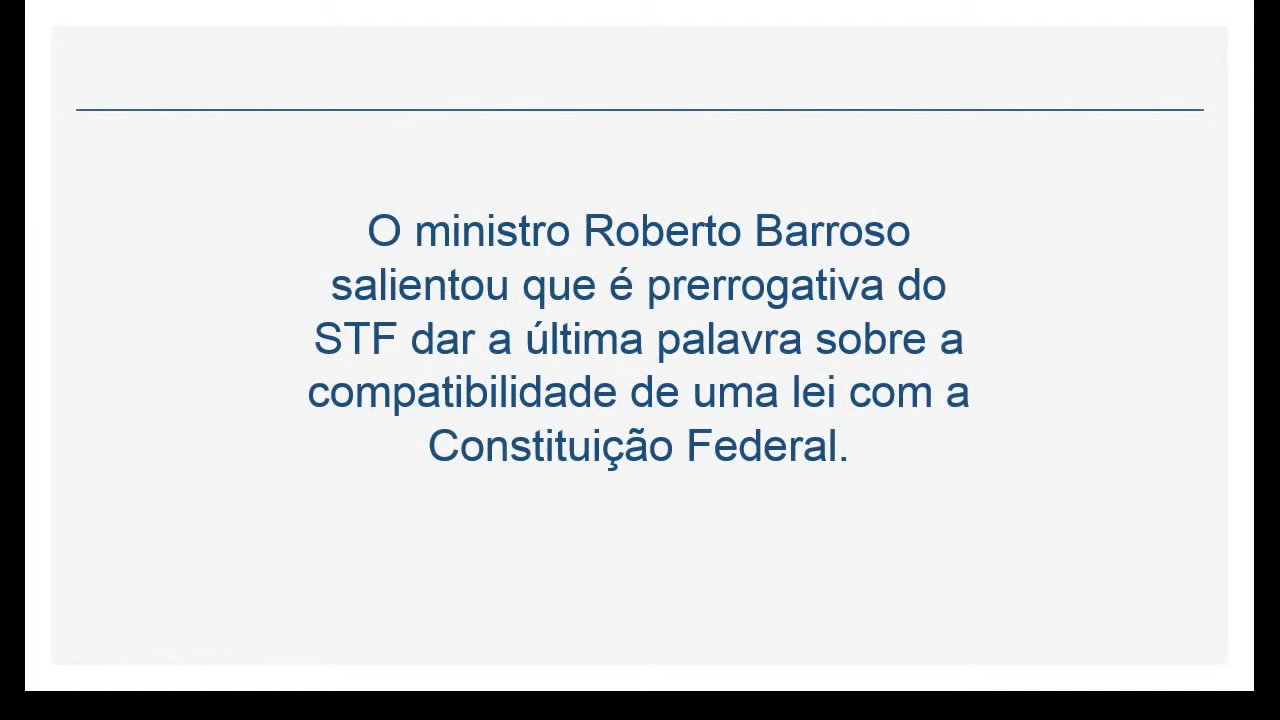 O ministro Roberto Barroso
salientou que é prerrogativa do
STF dar a última palavra sobre a
compatibilidade de uma lei com a
Constituição Federal.